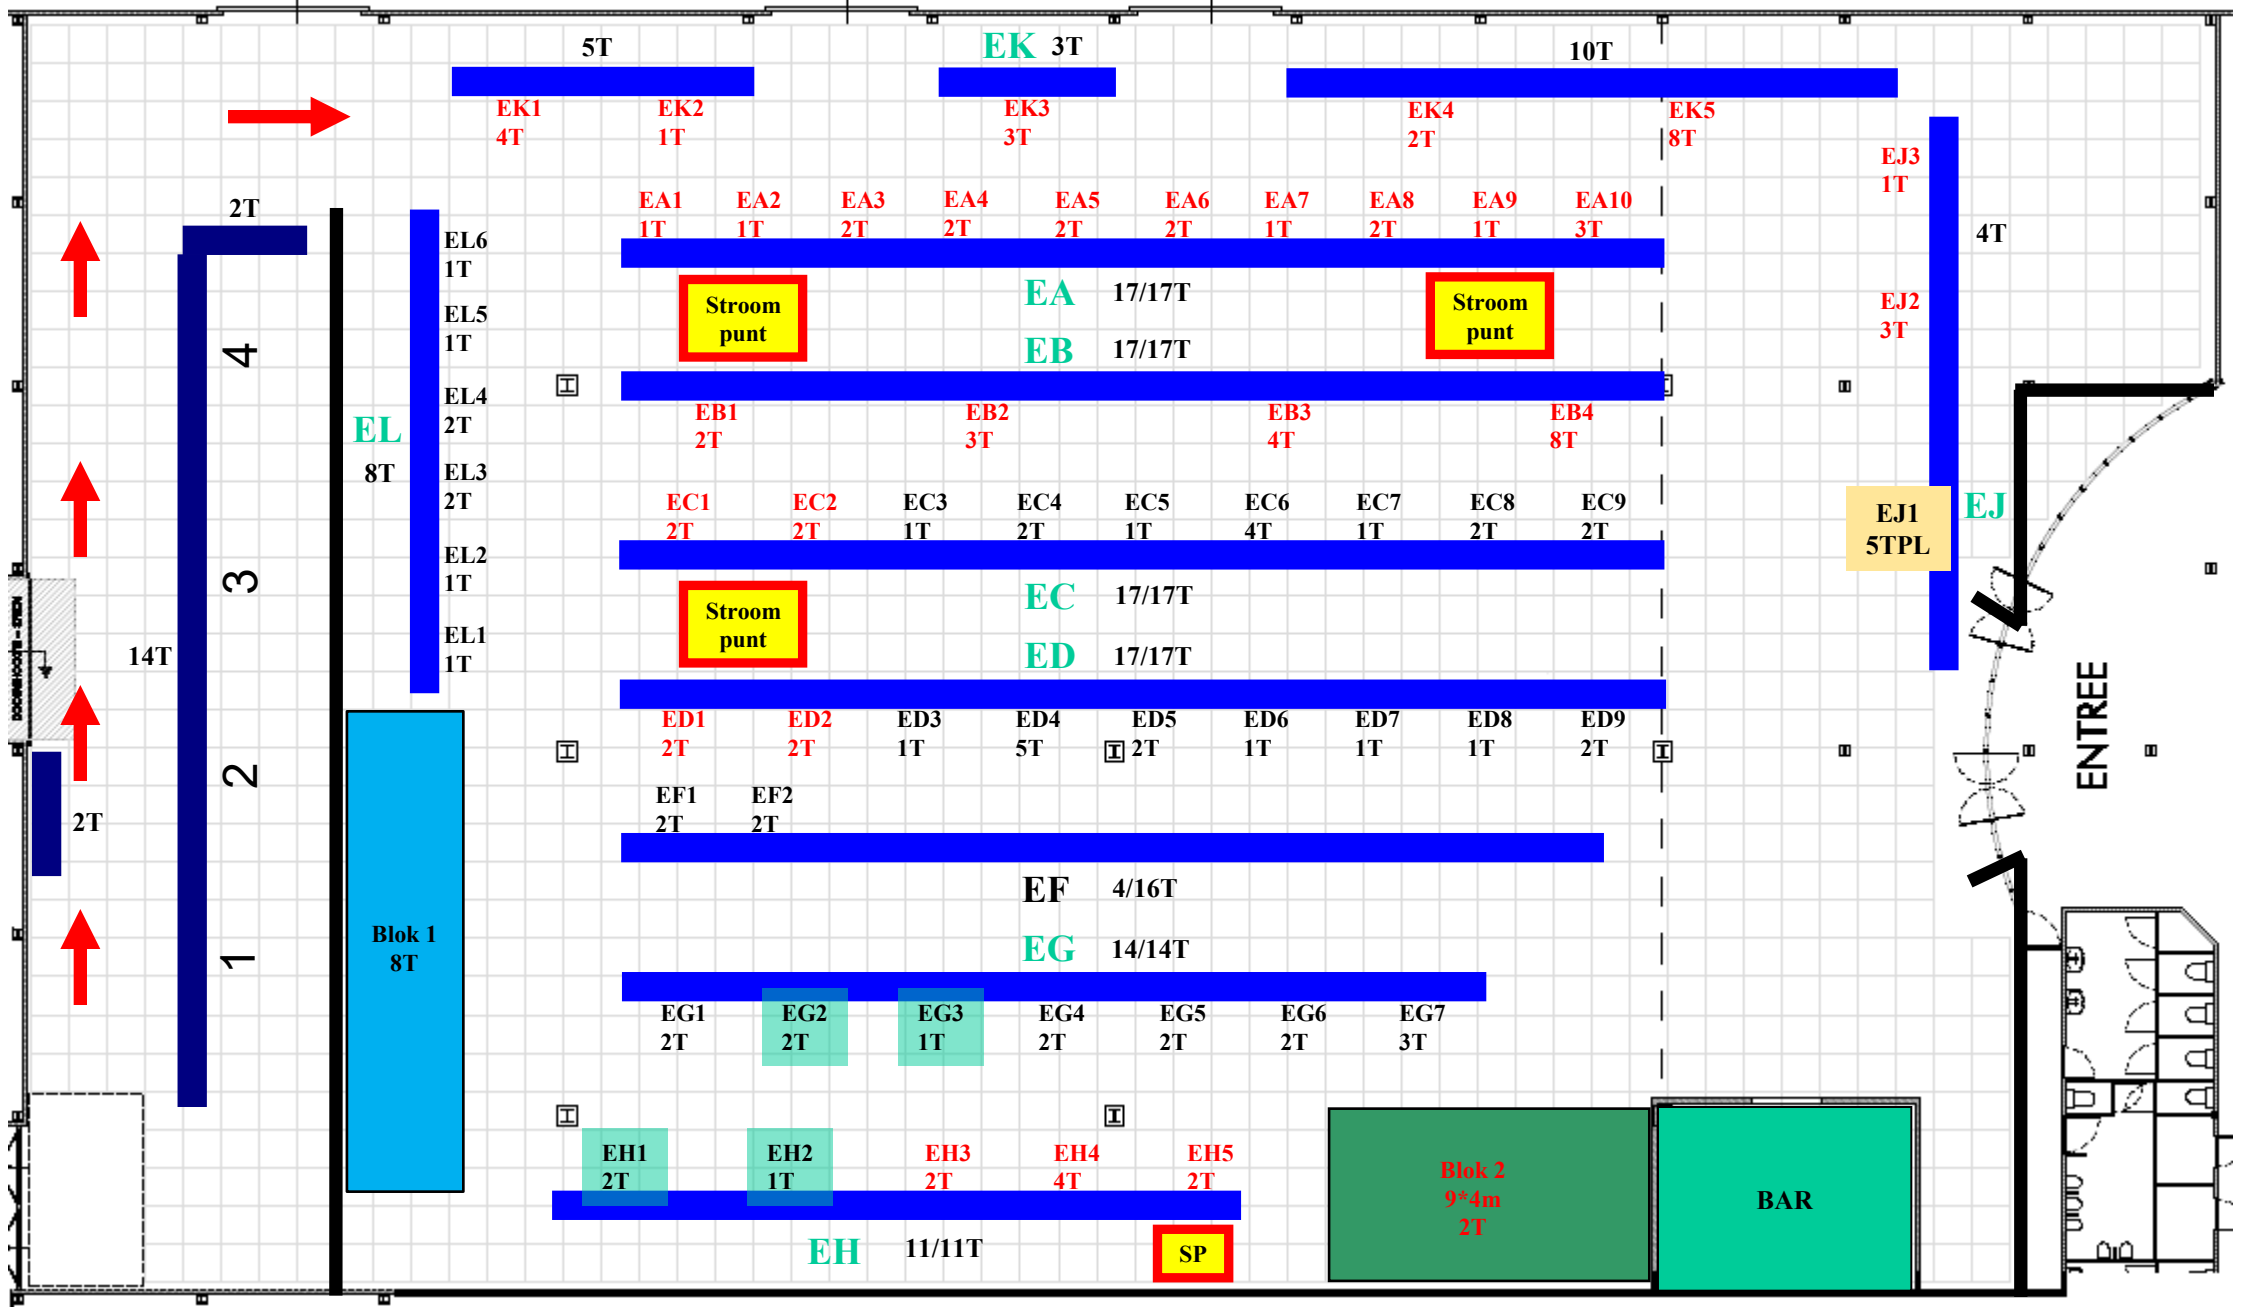 5T
EK 3T
10T
EK1
4T
EK2
1T
EK3
3T
EK4
2T
EK5
8T
EJ3
1T
4T
EJ2
3T
EJ1
5TPL
EJ
ENTREE
2T
4
3
2
1
14T
2T
EL
8T
EL6
1T
EL5
1T
EL4
2T
EL3
2T
EL2
1T
EL1
1T
Blok 1
8T
EA1
1T
EA2
1T
EA3
2T
EA4
2T
EA5
2T
EA6
2T
EA7
1T
EA8
2T
EA9
1T
EA10
3T
Stroom
punt
EA 17/17T
Stroom
punt
EB 17/17T
EB1
2T
EB2
3T
EB3
4T
EB4
8T
EC1
2T
EC2
2T
EC3
1T
EC4
2T
EC5
1T
EC6
4T
EC7
1T
EC8
2T
EC9
2T
Stroom
punt
EC 17/17T
ED 17/17T
ED1
2T
ED2
2T
ED3
1T
ED4
5T
ED5
2T
ED6
1T
ED7
1T
ED8
1T
ED9
2T
EF1
2T
EF2
2T
EF 4/16T
EG 14/14T
EG1
2T
EG2
2T
EG3
1T
EG4
2T
EG5
2T
EG6
2T
EG7
3T
EH1
2T
EH2
1T
EH3
2T
EH4
4T
EH5
2T
EH 11/11T
SP
Blok 2
9*4m
2T
BAR